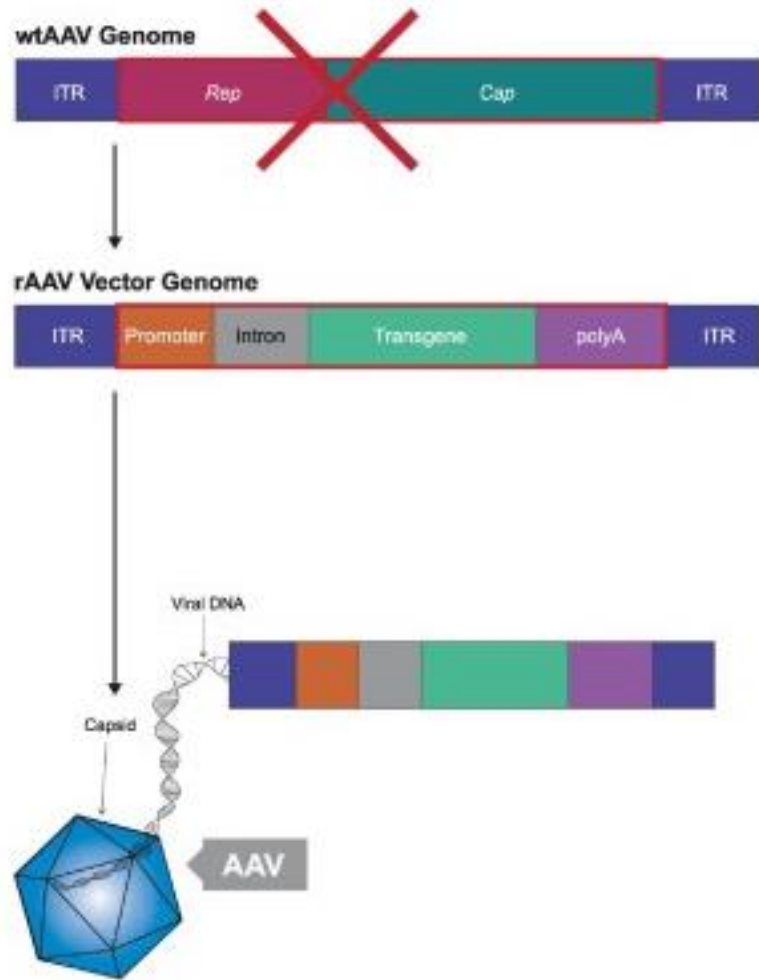 wtAAV Genome
ITR Rep Cap ITR
rAAV Vector Genome
ITR Promoter Intron Transgene polyA ITR
Viral DNA
Capsid
AAV